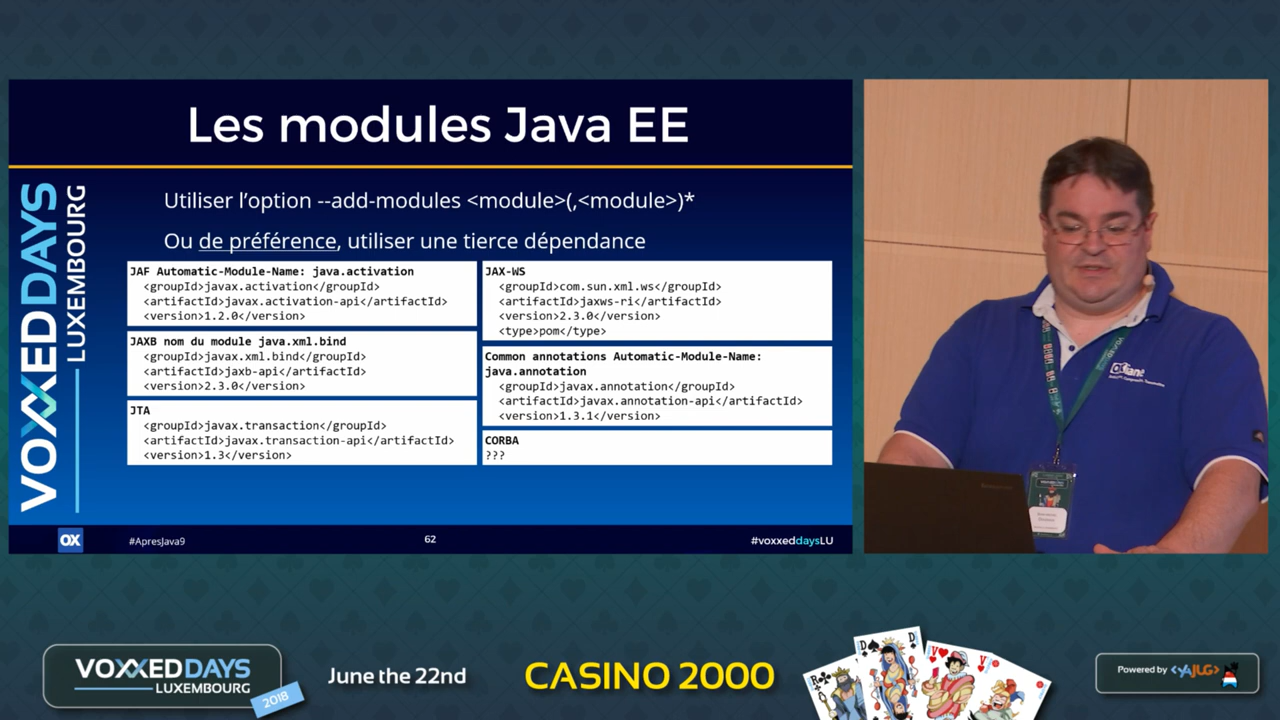 Les modules Java EE
VOXXEDDAYS
LUXEMBOURG
Utiliser l'option --add-modules <module>(,<module>)*
Ou de préférence, utiliser une tierce dépendance
JAF Automatic-Module-Name: java.activation
<groupId>javax.activation</groupId>
<artifactId>javax.activation-api</artifactId>
<version>1.2.0</version>
JAXB nom du module java.xml.bind
<groupId>javax.xml.bind</groupId>
<artifactId>jaxb-api</artifactId>
<version>2.3.0</version>
JTA
<groupId>javax.transaction</groupId>
<artifactId>javax.transaction-api</artifactId>
<version>1.3</version>
JAX-WS
<groupId>com.sun.xml.ws</groupId>
<artifactId>jaxws-ri</artifactId>
<version>2.3.0</version>
<type>pom</type>
Common annotations Automatic-Module-Name:
java.annotation
<groupId>javax.annotation</groupId>
<artifactId>javax.annotation-api</artifactId>
<version>1.3.1</version>
CORBA
???
OX
#ApresJava9
62
#voxxeddaysLU
VOXXEDDAYS
LUXEMBOURG
2018
June the 22nd
CASINO 2000
R
D
D
V
V
Powered by <YAJUG>